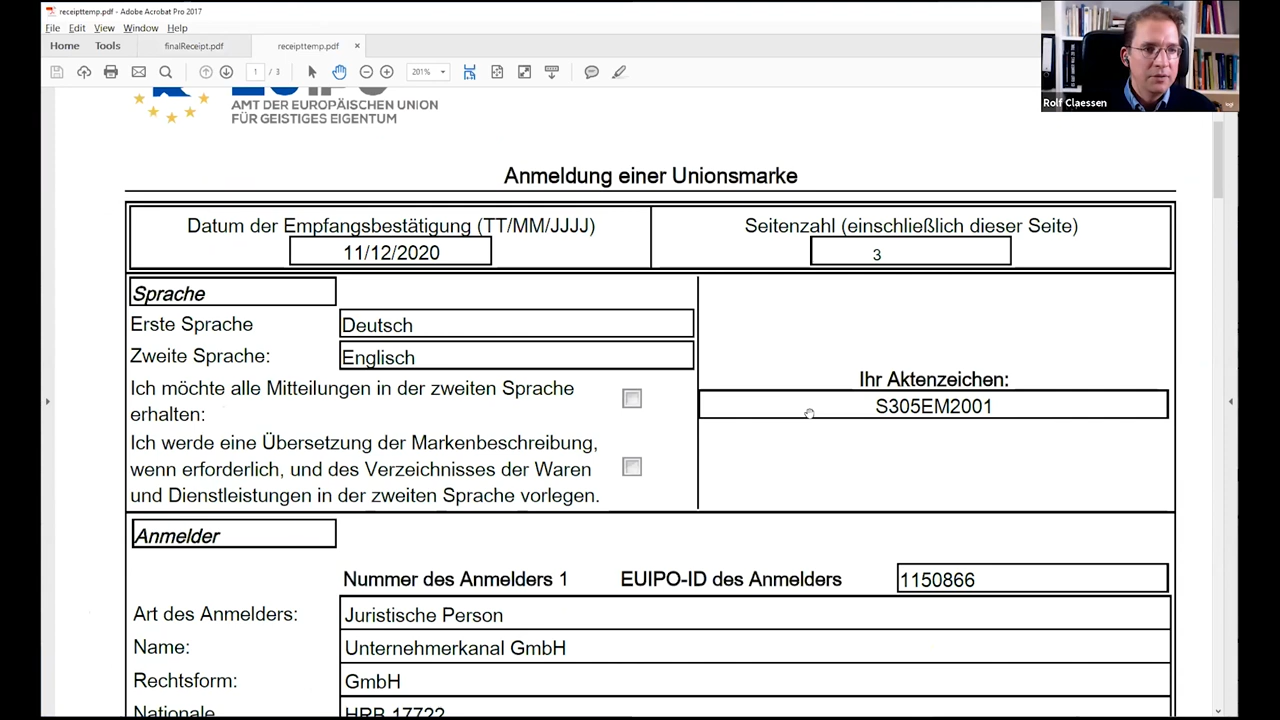 receipttemp.pdf - Adobe Acrobat Pro 2017
File Edit View Window Help
Home Tools finalReceipt.pdf receipttemp.pdf ×
1 / 3 201%
Rolf Claessen
AMT DER EUROPÄISCHEN UNION
FÜR GEISTIGES EIGENTUM
Anmeldung einer Unionsmarke
Datum der Empfangsbestätigung (TT/MM/JJJJ)
11/12/2020
Seitenzahl (einschließlich dieser Seite)
3
Sprache
Erste Sprache Deutsch
Zweite Sprache: Englisch
Ich möchte alle Mitteilungen in der zweiten Sprache
erhalten:
Ich werde eine Übersetzung der Markenbeschreibung,
wenn erforderlich, und des Verzeichnisses der Waren
und Dienstleistungen in der zweiten Sprache vorlegen.
Ihr Aktenzeichen:
S305EM2001
Anmelder
Nummer des Anmelders 1 EUIPO-ID des Anmelders 1150866
Art des Anmelders: Juristische Person
Name: Unternehmerkanal GmbH
Rechtsform: GmbH
Nationale HRB 17722